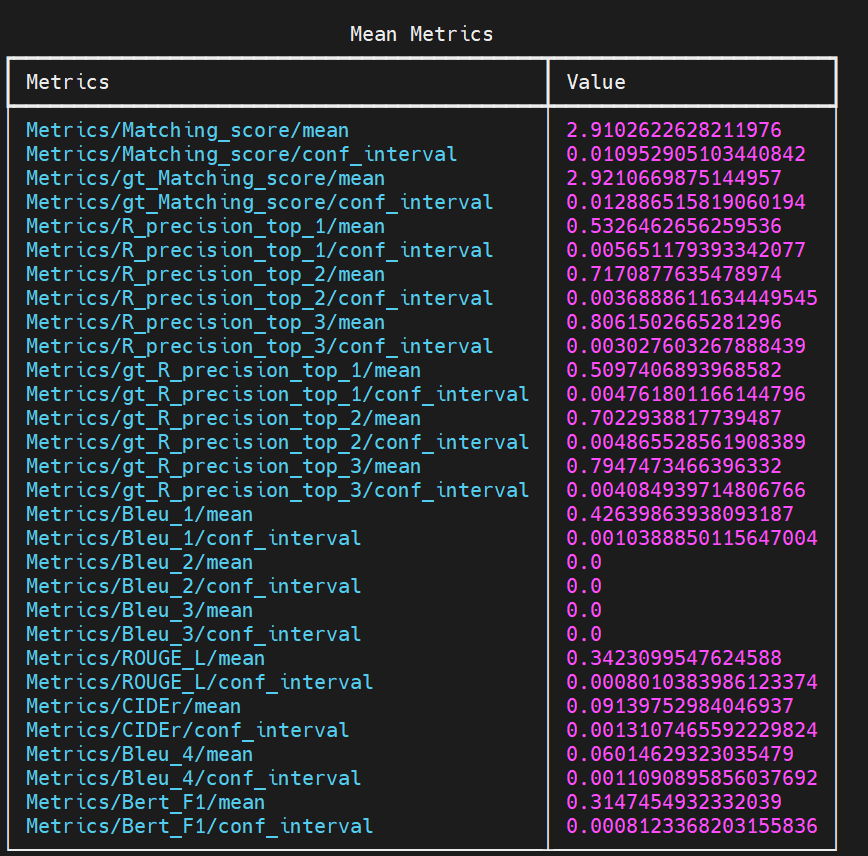 Mean Metrics
Metrics Value
Metrics/Matching_score/mean 2.9102622628211976
Metrics/Matching_score/conf_interval 0.010952905103440842
Metrics/gt_Matching_score/mean 2.9210669875144957
Metrics/gt_Matching_score/conf_interval 0.012886515819060194
Metrics/R_precision_top_1/mean 0.5326462656259536
Metrics/R_precision_top_1/conf_interval 0.005651179393342077
Metrics/R_precision_top_2/mean 0.7170877635478974
Metrics/R_precision_top_2/conf_interval 0.0036886116344495​45
Metrics/R_precision_top_3/mean 0.8061502665281296
Metrics/R_precision_top_3/conf_interval 0.003027603267888439
Metrics/gt_R_precision_top_1/mean 0.5097406893968582
Metrics/gt_R_precision_top_1/conf_interval 0.004761801166144796
Metrics/gt_R_precision_top_2/mean 0.7022938817739487
Metrics/gt_R_precision_top_2/conf_interval 0.004865528561908389
Metrics/gt_R_precision_top_3/mean 0.7947473466396332
Metrics/gt_R_precision_top_3/conf_interval 0.004084939714806766
Metrics/Bleu_1/mean 0.42639863938093187
Metrics/Bleu_1/conf_interval 0.0010388850115647004
Metrics/Bleu_2/mean 0.0
Metrics/Bleu_2/conf_interval 0.0
Metrics/Bleu_3/mean 0.0
Metrics/Bleu_3/conf_interval 0.0
Metrics/ROUGE_L/mean 0.3423099547624588
Metrics/ROUGE_L/conf_interval 0.0008010383986123374
Metrics/CIDEr/mean 0.09139752984046937
Metrics/CIDEr/conf_interval 0.0013107465592229824
Metrics/Bleu_4/mean 0.06014629323035479
Metrics/Bleu_4/conf_interval 0.0011090895856037692
Metrics/Bert_F1/mean 0.3147454932332039
Metrics/Bert_F1/conf_interval 0.0008123368203155836